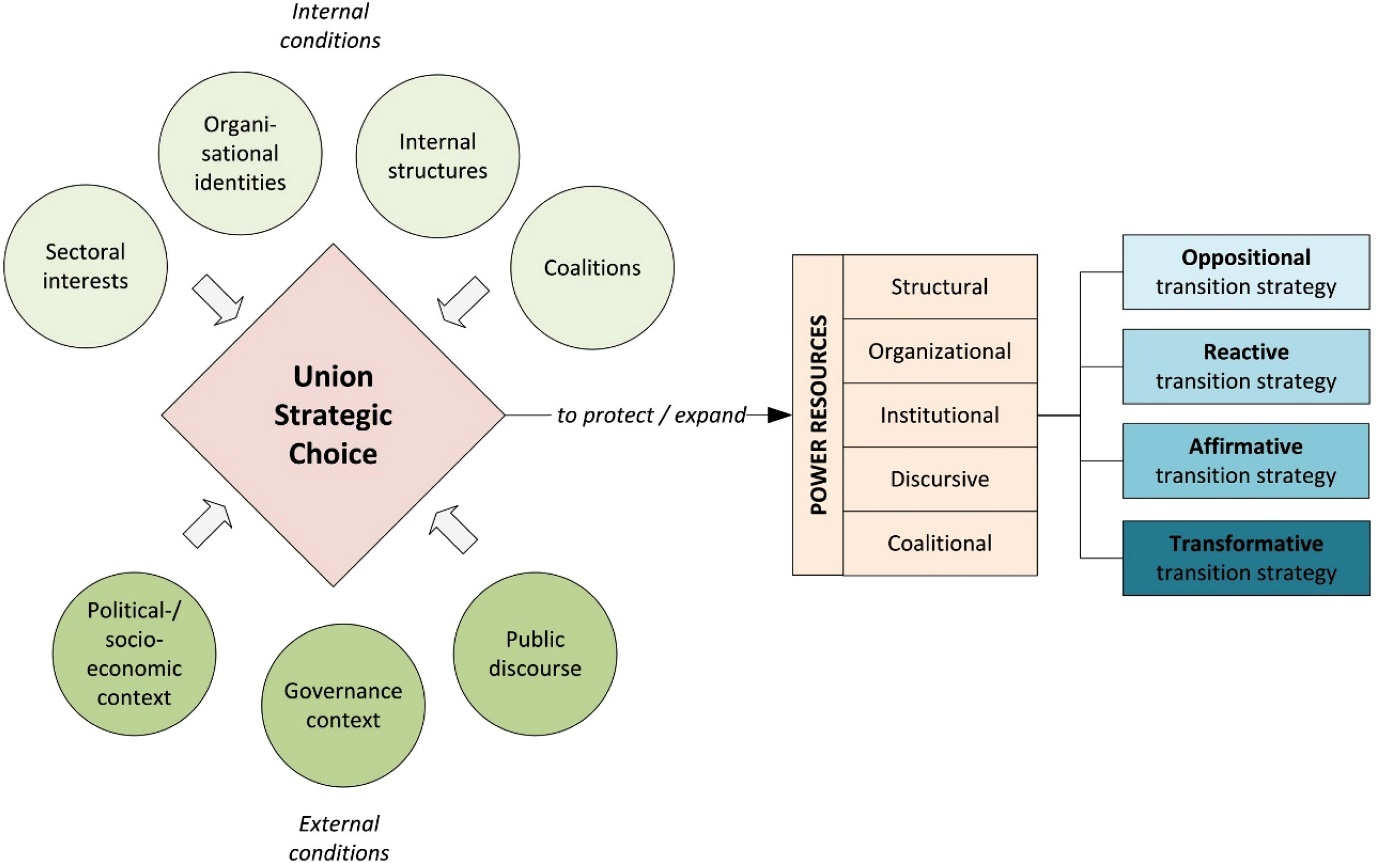 Internal
conditions
Organi-
sational
identities
Internal
structures
Sectoral
interests
Coalitions
Union
Strategic
Choice
to protect / expand
POWER RESOURCES
Structural
Organizational
Institutional
Discursive
Coalitional
Oppositional
transition strategy
Reactive
transition strategy
Affirmative
transition strategy
Transformative
transition strategy
Political-/
socio-
economic
context
Governance
context
Public
discourse
External
conditions